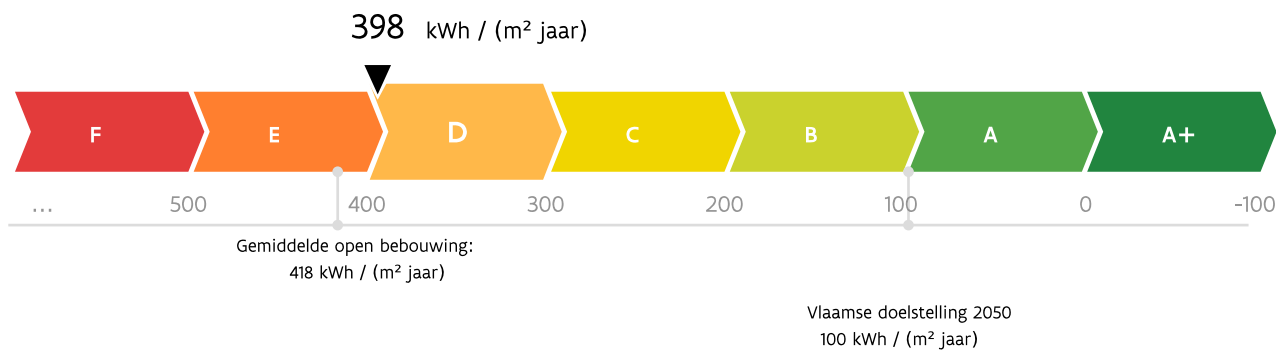 398 kWh / (m² jaar)
F E D C B A A+
... 500 400 300 200 100 0 -100
Gemiddelde open bebouwing:
418 kWh / (m² jaar)
Vlaamse doelstelling 2050
100 kWh / (m² jaar)